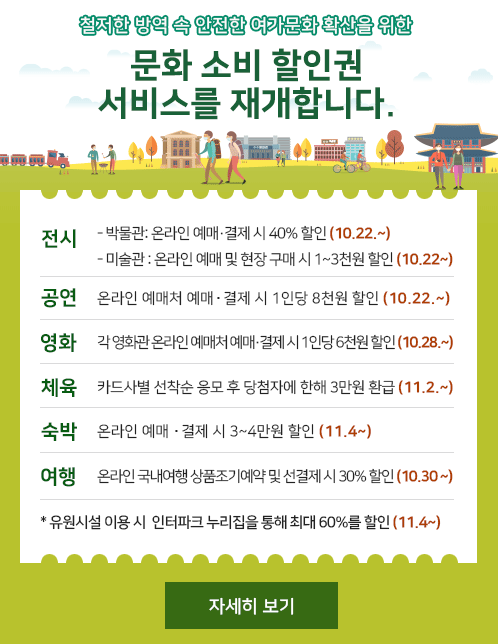 철저한 방역 속 안전한 여가문화 확산을 위한
문화 소비 할인권
서비스를 재개합니다.
전시
- 박물관: 온라인 예매·결제 시 40% 할인 (10.22.~)
- 미술관 : 온라인 예매 및 현장 구매 시 1~3천원 할인 (10.22~)
공연 온라인 예매처 예매·결제 시 1인당 8천원 할인 (10.22.~)
영화 각 영화관 온라인 예매처 예매·결제 시 1인당 6천원 할인 (10.28.~)
체육 카드사별 선착순 응모 후 당첨자에 한해 3만원 환급 (11.2.~)
숙박 온라인 예매 ·결제 시 3~4만원 할인 (11.4~)
여행 온라인 국내여행 상품조기예약 및 선결제 시 30% 할인 (10.30 ~)
* 유원시설 이용 시 인터파크 누리집을 통해 최대 60%를 할인 (11.4~)
자세히 보기